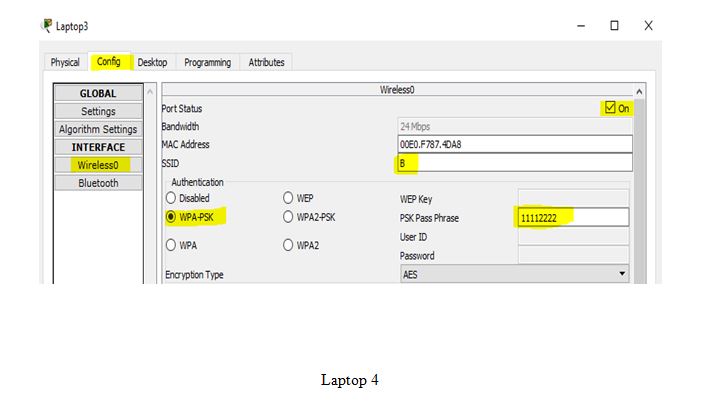 Laptop3
Physical Config Desktop Programming Attributes
GLOBAL
Settings
Algorithm Settings
INTERFACE
Wireless0
Bluetooth
Wireless0
Port Status On
Bandwidth 24 Mbps
MAC Address 00E0.F787.4DA8
SSID B
Authentication
Disabled WEP WEP Key
WPA-PSK WPA2-PSK PSK Pass Phrase 11112222
User ID
WPA WPA2
Password
Encryption Type AES
Laptop 4